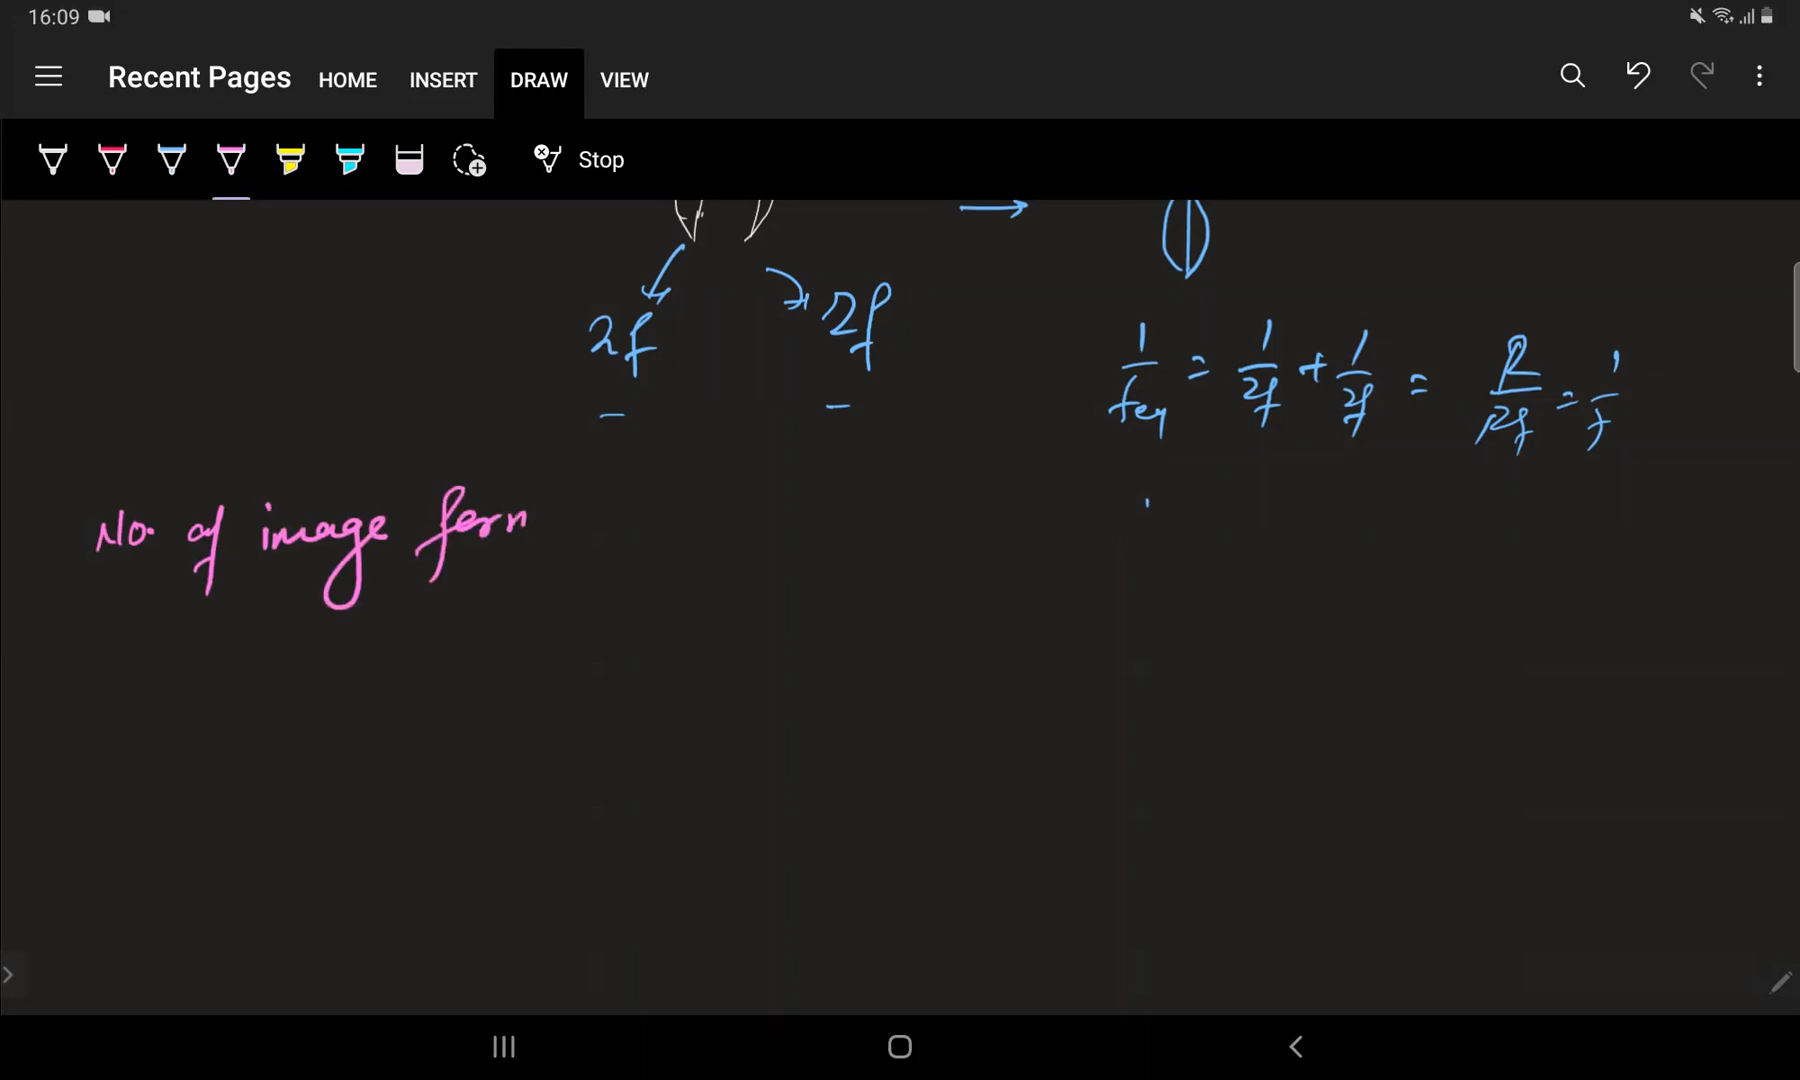 16:09
Recent Pages HOME INSERT DRAW VIEW
Stop
2f 2f
1/feq = 1/2f + 1/2f = 2/2f = 1/f
No. of image form